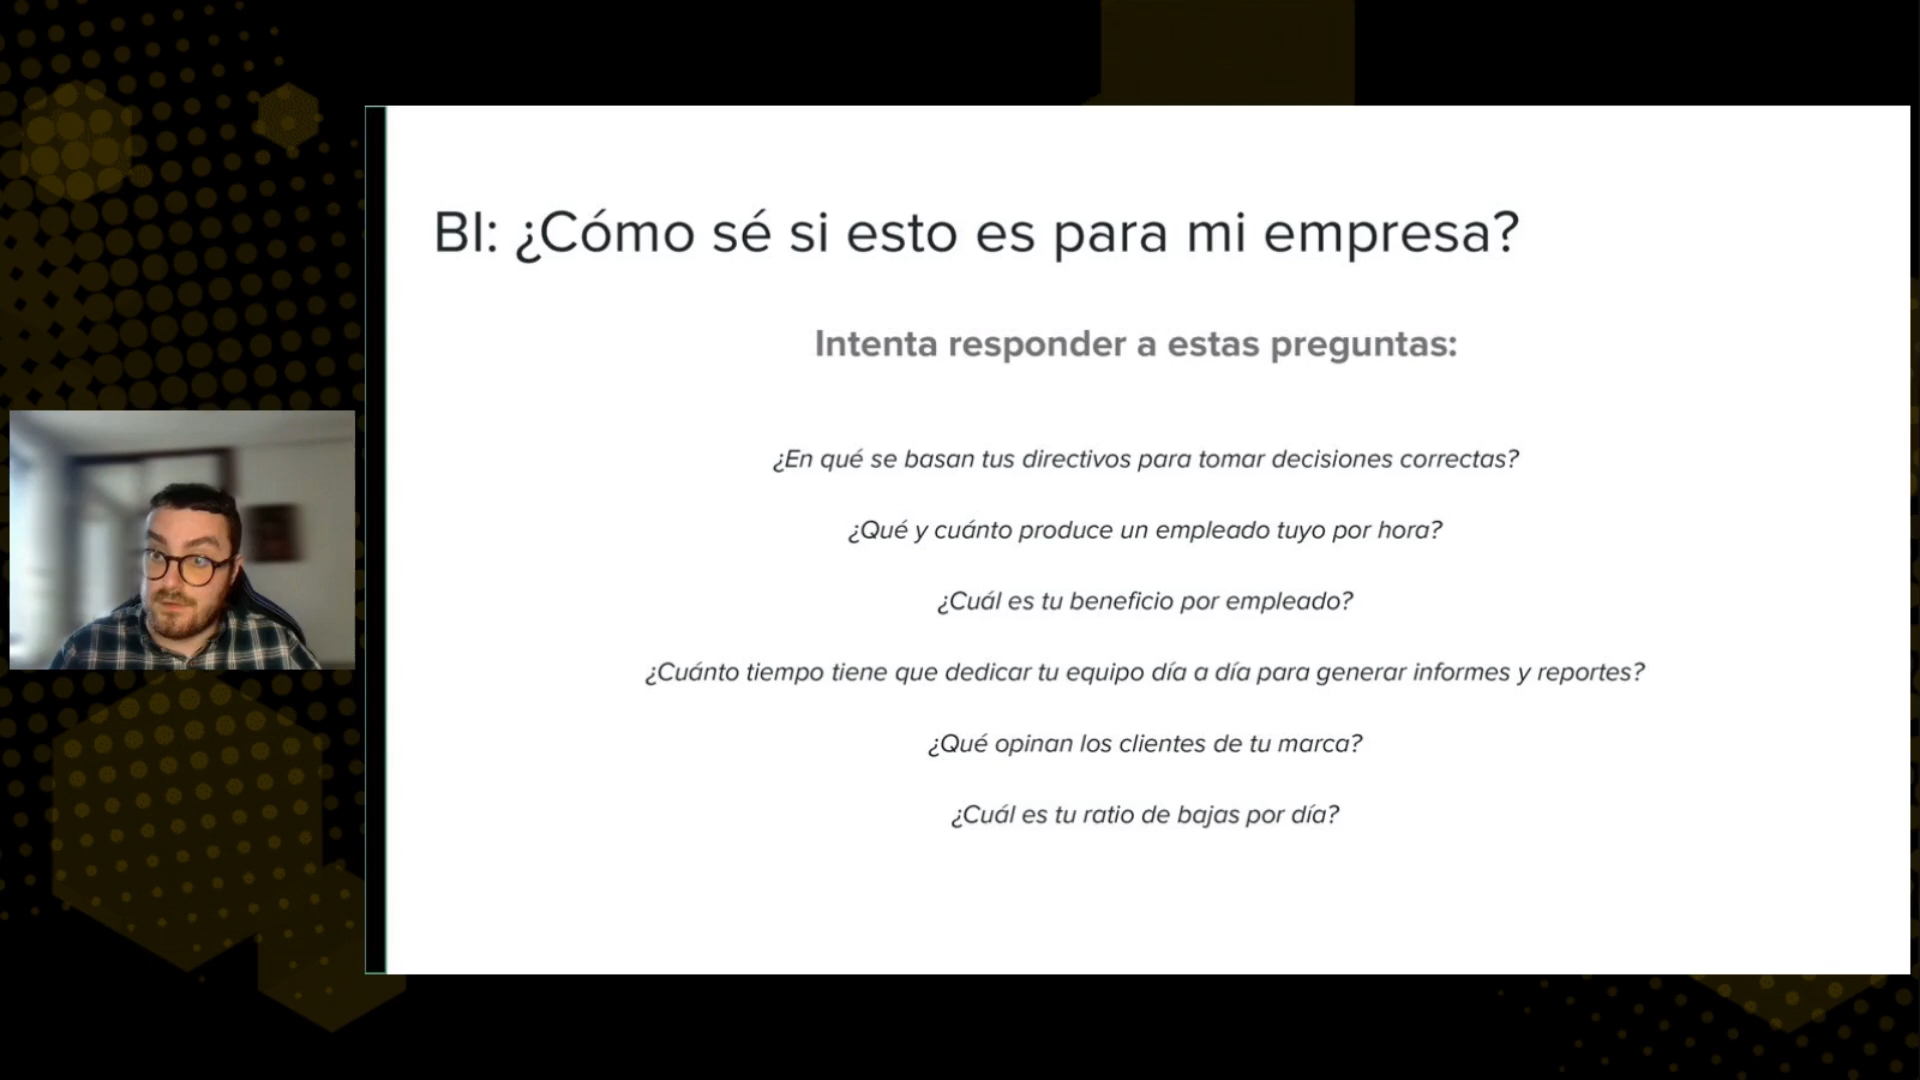 BI: ¿Cómo sé si esto es para mi empresa?
Intenta responder a estas preguntas:
¿En qué se basan tus directivos para tomar decisiones correctas?
¿Qué y cuánto produce un empleado tuyo por hora?
¿Cuál es tu beneficio por empleado?
¿Cuánto tiempo tiene que dedicar tu equipo día a día para generar informes y reportes?
¿Qué opinan los clientes de tu marca?
¿Cuál es tu ratio de bajas por día?